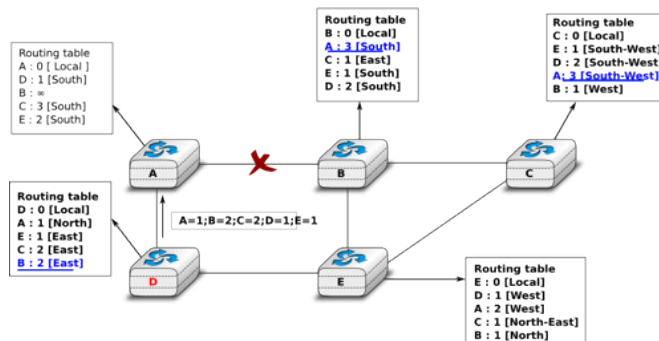 Routing table
A : 0 [ Local ]
D : 1 [South]
B : ∞
C : 3 [South]
E : 2 [South]
Routing table
B : 0 [Local]
A : 3 [South]
C : 1 [East]
E : 1 [South]
D : 2 [South]
Routing table
C : 0 [Local]
E : 1 [South-West]
D : 2 [South-West]
A: 3 [South-West]
B : 1 [West]
A
B
C
Routing table
D : 0 [Local]
A : 1 [North]
E : 1 [East]
C : 2 [East]
B : 2 [East]
A=1;B=2;C=2;D=1;E=1
D
E
Routing table
E : 0 [Local]
D : 1 [West]
A : 2 [West]
C : 1 [North-East]
B : 1 [North]